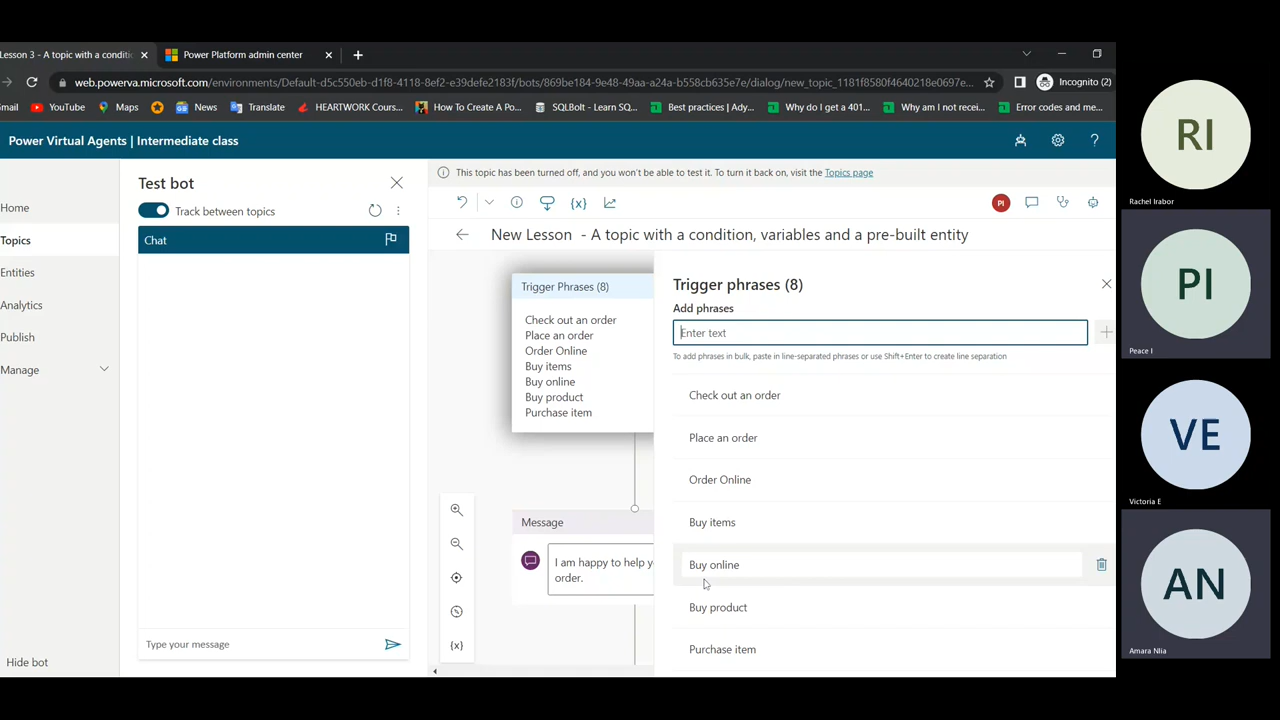 Lesson 3 - A topic with a conditi
Power Platform admin center
web.powerva.microsoft.com/environments/Default-d5c550eb-d1f8-4118-8ef2-e39defe2183f/bots/869be184-9e48-49aa-a24a-b558cb635e7e/dialog/new_topic_1181f8580f4640218e0697e...
Incognito (2)
mail
YouTube
Maps
News
Translate
HEARTWORK Cours...
How To Create A Po...
SQLBolt - Learn SQ...
Best practices | Ady...
Why do I get a 401...
Why am I not recei...
Error codes and me...
Power Virtual Agents | Intermediate class
Home
Topics
Entities
Analytics
Publish
Manage
Hide bot
Test bot
Track between topics
Chat
Type your message
This topic has been turned off, and you won't be able to test it. To turn it back on, visit the Topics page
{x}
PI
New Lesson - A topic with a condition, variables and a pre-built entity
Trigger Phrases (8)
Check out an order
Place an order
Order Online
Buy items
Buy online
Buy product
Purchase item
Message
I am happy to help y
order.
{x}
Trigger phrases (8)
Add phrases
Enter text
To add phrases in bulk, paste in line-separated phrases or use Shift+Enter to create line separation
Check out an order
Place an order
Order Online
Buy items
Buy online
Buy product
Purchase item
RI
Rachel Irabor
PI
Peace I
VE
Victoria E
AN
Amara Nlia